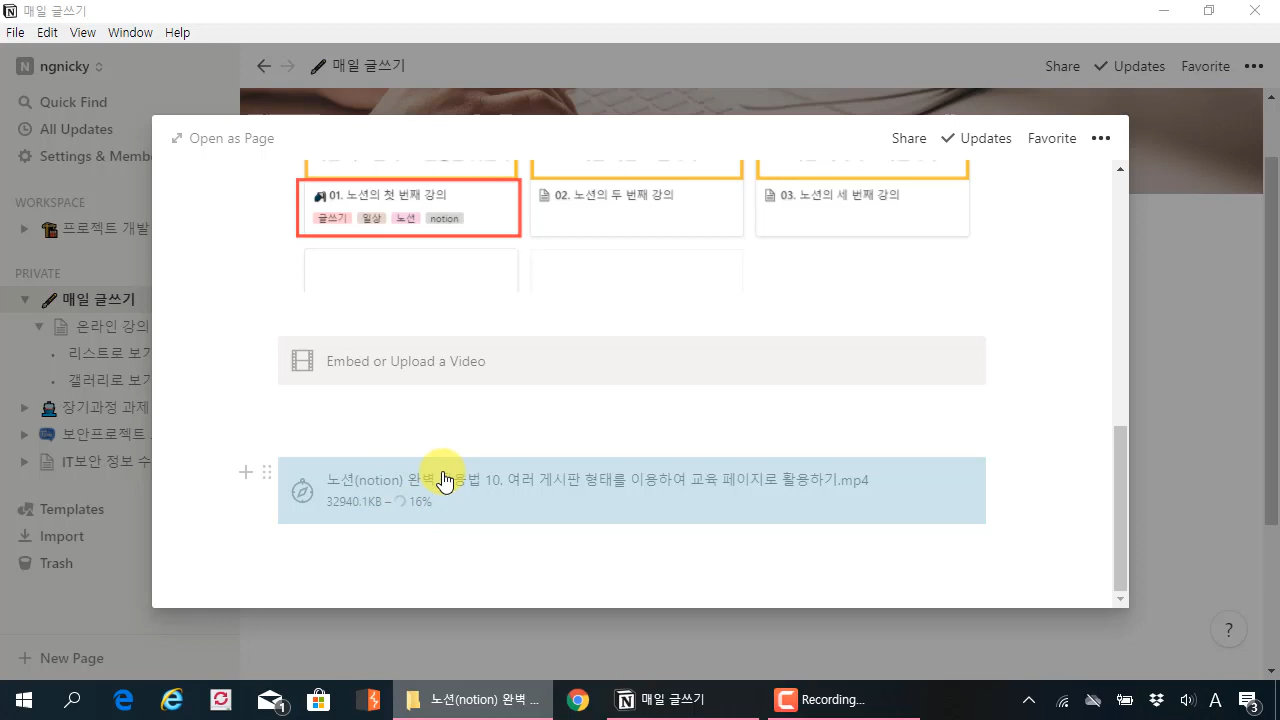 매일 글쓰기
File Edit View Window Help
N ngnicky
매일 글쓰기
Share Updates Favorite
Quick Find
All Updates
Settings & Membe
WORKSPACE
프로젝트 개발
PRIVATE
매일 글쓰기
온라인 강의
리스트로 보기
갤러리로 보기
장기과정 과제
보안프로젝트
IT보안 정보 수
Templates
Import
Trash
New Page
Open as Page
Share Updates Favorite
01. 노션의 첫 번째 강의
글쓰기 일상 노션 notion
02. 노션의 두 번째 강의
03. 노션의 세 번째 강의
Embed or Upload a Video
노션(notion) 완벽 10. 여러 게시판 형태를 이용하여 교육 페이지로 활용하기.mp4
32940.1KB – 16%
?
1
노션(notion) 완벽 ...
매일 글쓰기
Recording...
A
3